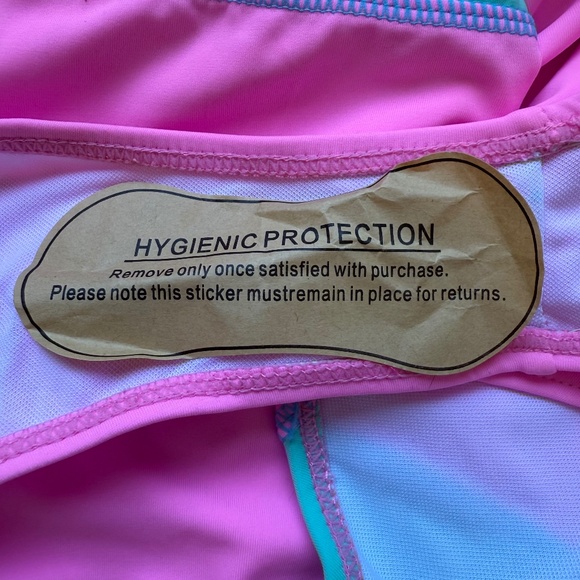 HYGIENIC PROTECTION
Remove only once satisfied with purchase.
Please note this sticker mustremain in place for returns.